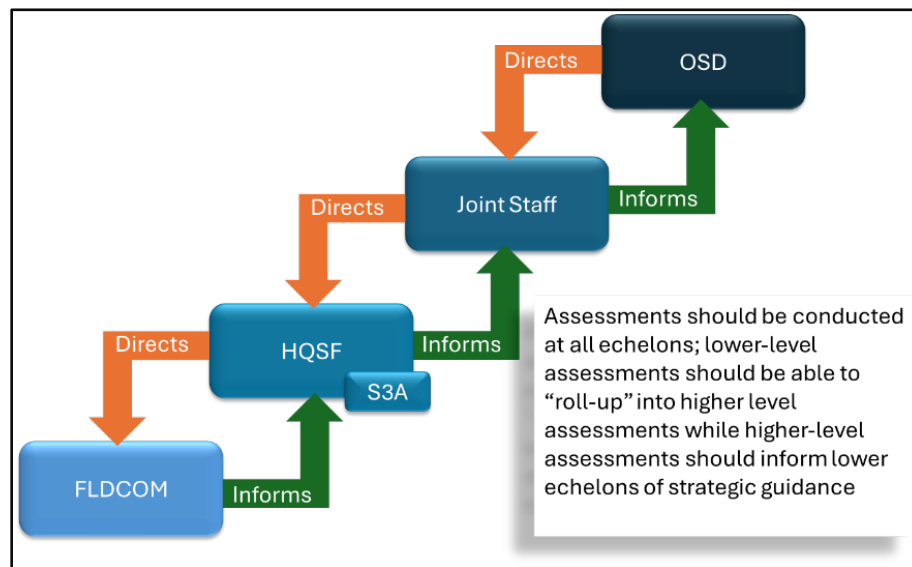 OSD
Directs
Joint Staff
Informs
Directs
HQSF
S3A
Informs
Directs
FLDCOM
Informs
Assessments should be conducted
at all echelons; lower-level
assessments should be able to
“roll-up” into higher level
assessments while higher-level
assessments should inform lower
echelons of strategic guidance